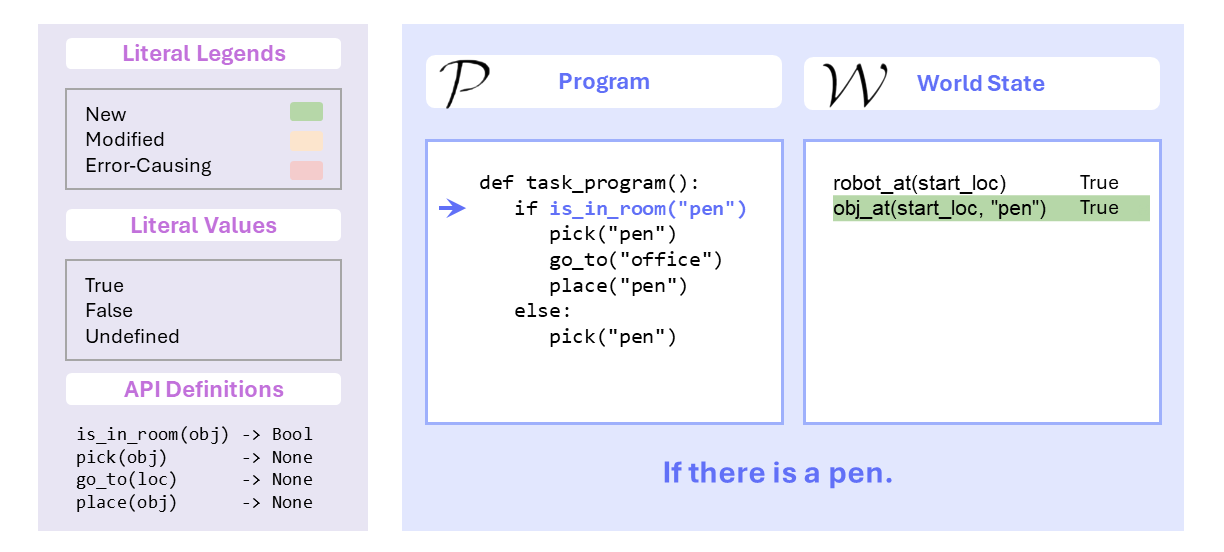 Literal Legends
New
Modified
Error-Causing
Literal Values
True
False
Undefined
API Definitions
is_in_room(obj) -> Bool
pick(obj) -> None
go_to(loc) -> None
place(obj) -> None
P Program
def task_program():
if is_in_room("pen")
pick("pen")
go_to("office")
place("pen")
else:
pick("pen")
W World State
robot_at(start_loc) True
obj_at(start_loc, "pen") True
If there is a pen.